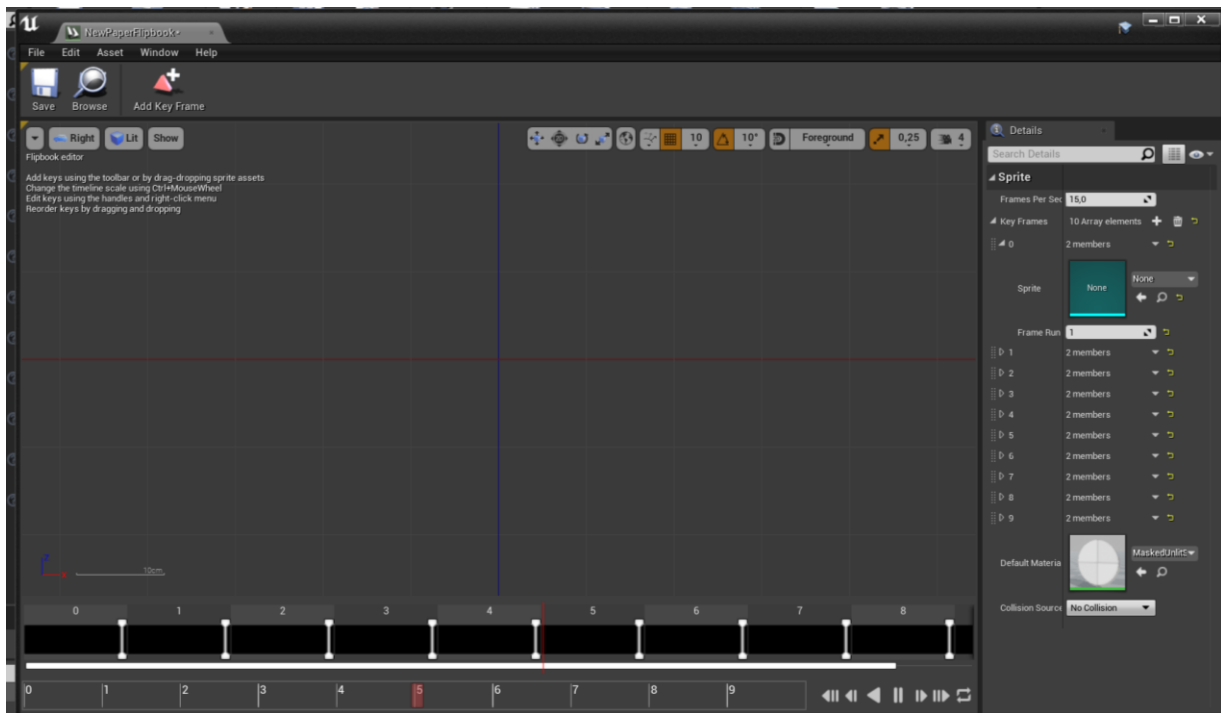 NewPaperFlipbook•
File Edit Asset Window Help
Save Browse Add Key Frame
Right Lit Show 10 10° Foreground 0,25 4
Flipbook editor
Add keys using the toolbar or by drag-dropping sprite assets
Change the timeline scale using Ctrl+MouseWheel
Edit keys using the handles and right-click menu
Reorder keys by dragging and dropping
Details
Search Details
Sprite
Frames Per Sec 15,0
Key Frames 10 Array elements
0 2 members
Sprite None None
Frame Run 1
1 2 members
2 2 members
3 2 members
4 2 members
5 2 members
6 2 members
7 2 members
8 2 members
9 2 members
Default Materia MaskedUnlitS
Collision Source No Collision
Z
X
10cm
0 1 2 3 4 5 6 7 8
0 1 2 3 4 5 6 7 8 9